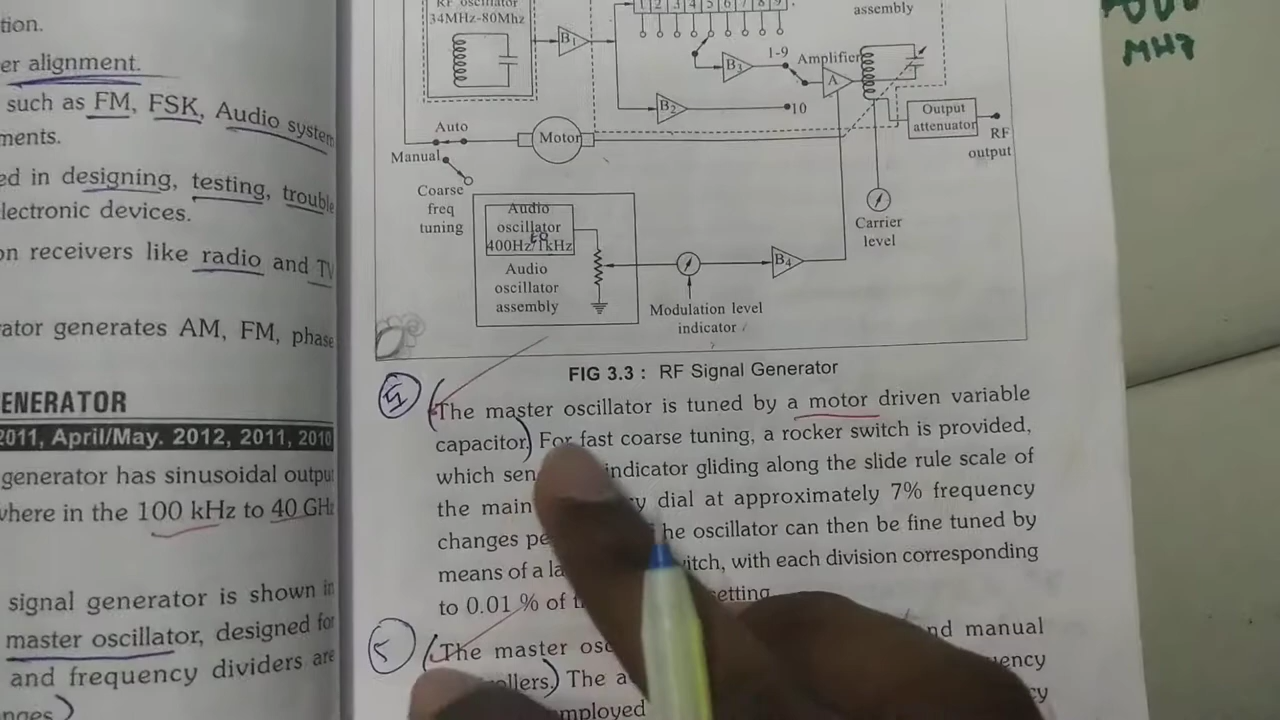 tion.
er alignment.
such as FM, FSK, Audio system
ments.
ed in designing, testing, trouble
lectronic devices.
on receivers like radio and TV
rator generates AM, FM, phase
ENERATOR
2011, April/May. 2012, 2011, 2010
generator has sinusoidal output
where in the 100 kHz to 40 GHz
signal generator is shown in
master oscillator, designed for
and frequency dividers are
nges)
RF oscillator
34MHz-80Mhz
B1
1 2 3 4 5 6 7 8 9
assembly
MHz
B3
1-9
Amplifier
A
B2
10
Output
attenuator
RF
output
Auto
Manual
Motor
Coarse
freq
tuning
Carrier
level
Audio
oscillator
400Hz/1kHz
Audio
oscillator
assembly
B4
Modulation level
indicator
FIG 3.3 : RF Signal Generator
The master oscillator is tuned by a motor driven variable
capacitor.) For fast coarse tuning, a rocker switch is provided,
which sen indicator gliding along the slide rule scale of
the main y dial at approximately 7% frequency
changes pe he oscillator can then be fine tuned by
means of a la itch, with each division corresponding
to 0.01 % of t etting
5
(The master osc nd manual
ollers.) The a uency
mployed